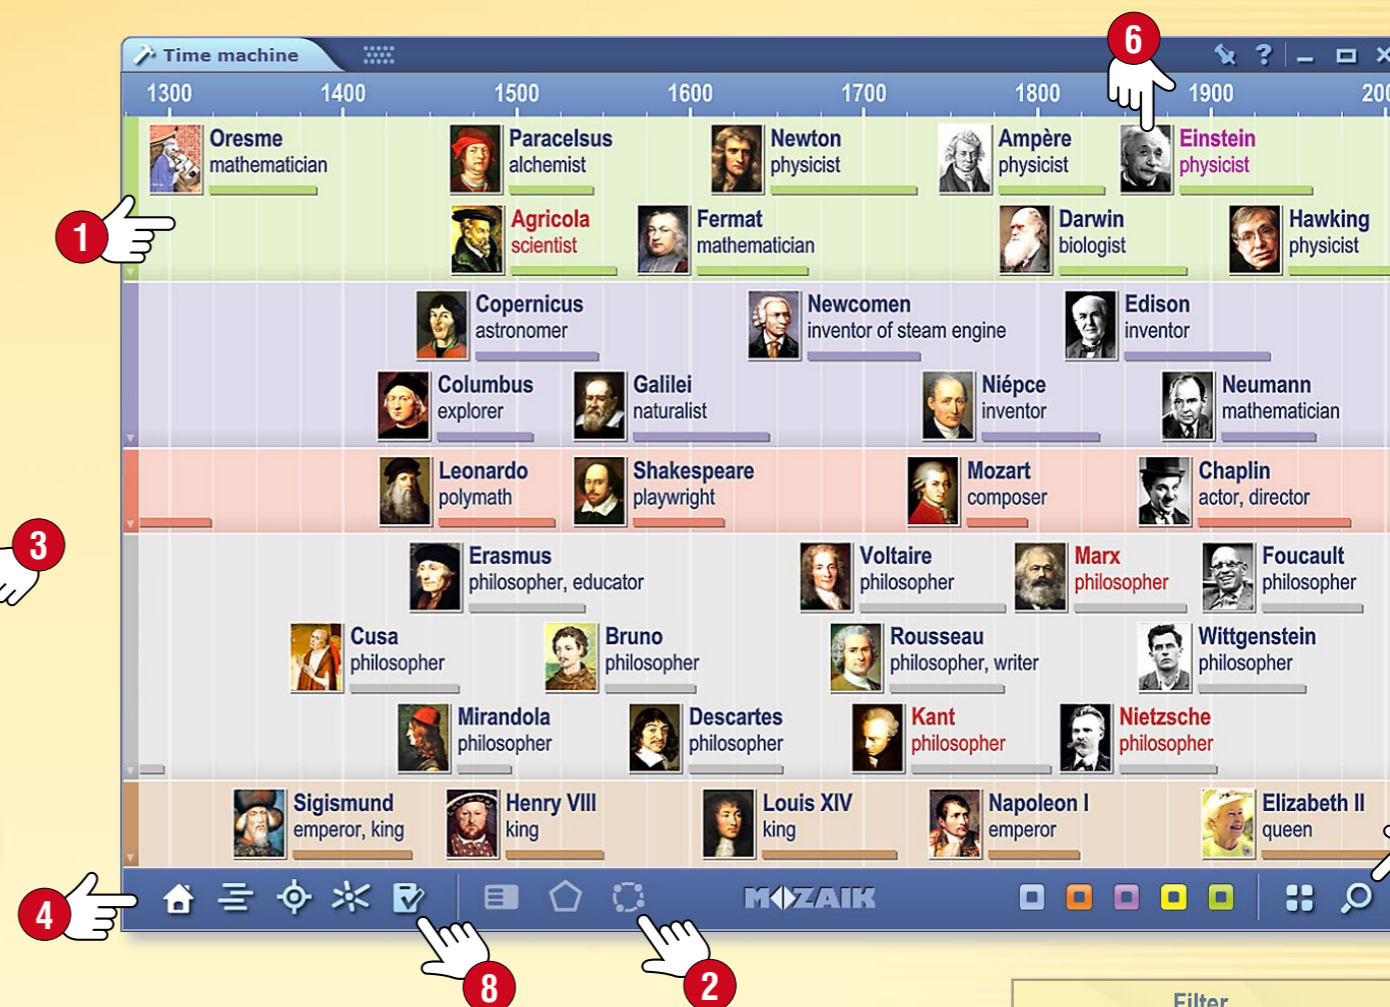 6
Time machine
?
1300 1400 1500 1600 1700 1800 1900 200
Oresme
mathematician
Paracelsus
alchemist
Newton
physicist
Ampère
physicist
Einstein
physicist
1
Agricola
scientist
Fermat
mathematician
Darwin
biologist
Hawking
physicist
Copernicus
astronomer
Newcomen
inventor of steam engine
Edison
inventor
Columbus
explorer
Galilei
naturalist
Niépce
inventor
Neumann
mathematician
Leonardo
polymath
Shakespeare
playwright
Mozart
composer
Chaplin
actor, director
3
Erasmus
philosopher, educator
Voltaire
philosopher
Marx
philosopher
Foucault
philosopher
Cusa
philosopher
Bruno
philosopher
Rousseau
philosopher, writer
Wittgenstein
philosopher
Mirandola
philosopher
Descartes
philosopher
Kant
philosopher
Nietzsche
philosopher
Sigismund
emperor, king
Henry VIII
king
Louis XIV
king
Napoleon I
emperor
Elizabeth II
queen
4
MOZAIK
8
2
Filter